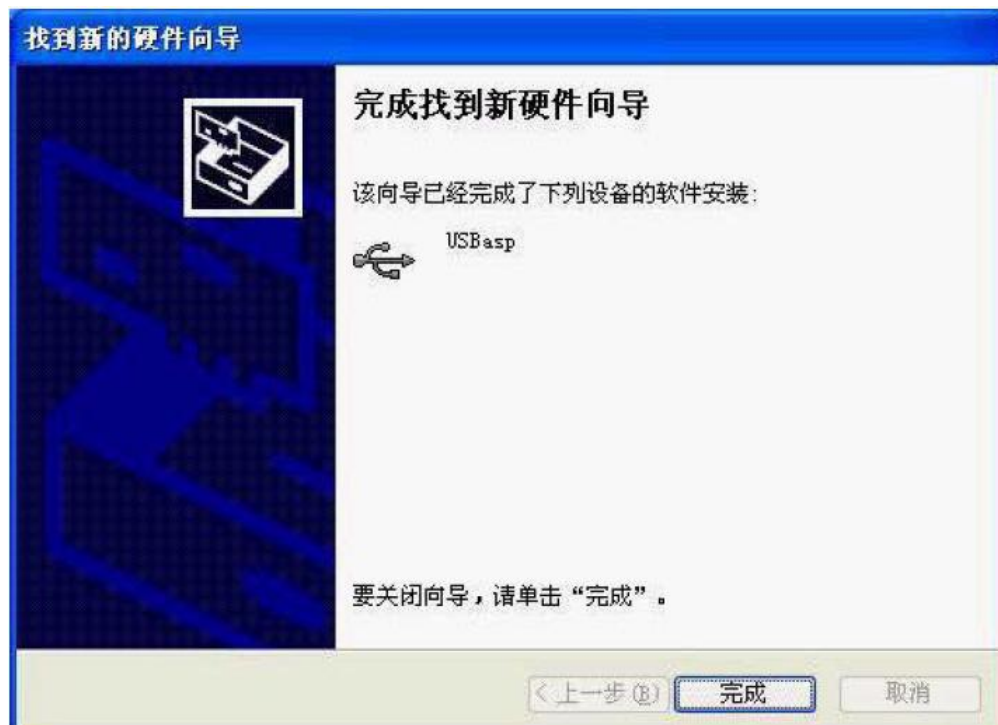 找到新的硬件向导
完成找到新硬件向导
该向导已经完成了下列设备的软件安装:
USBasp
要关闭向导，请单击“完成”。
< 上一步(B)
完成
取消